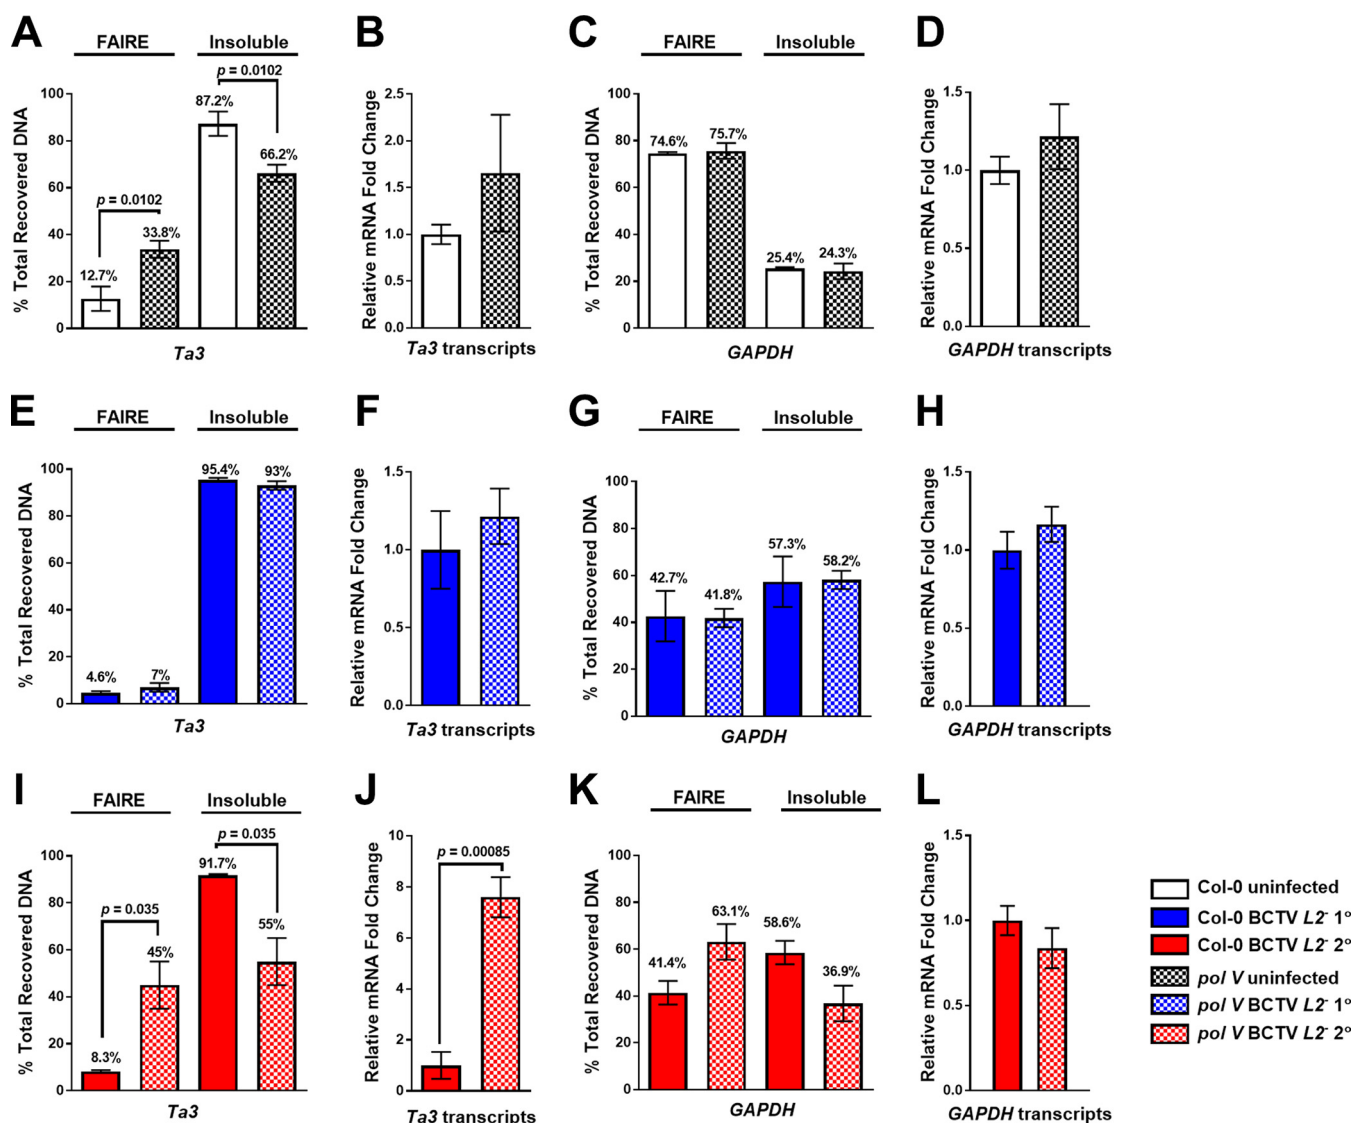 A
FAIRE Insoluble
% Total Recovered DNA
100
80
60
40
20
0
12.7%
p = 0.0102
33.8%
87.2%
p = 0.0102
66.2%
Ta3
B
Relative mRNA Fold Change
2.5
2.0
1.5
1.0
0.5
0.0
Ta3 transcripts
C
FAIRE Insoluble
% Total Recovered DNA
100
80
60
40
20
0
74.6%
75.7%
25.4%
24.3%
GAPDH
D
Relative mRNA Fold Change
1.5
1.0
0.5
0.0
GAPDH transcripts
E
FAIRE Insoluble
% Total Recovered DNA
100
80
60
40
20
0
4.6%
7%
95.4%
93%
Ta3
F
Relative mRNA Fold Change
1.5
1.0
0.5
0.0
Ta3 transcripts
G
FAIRE Insoluble
% Total Recovered DNA
100
80
60
40
20
0
42.7%
41.8%
57.3%
58.2%
GAPDH
H
Relative mRNA Fold Change
1.5
1.0
0.5
0.0
GAPDH transcripts
I
FAIRE Insoluble
% Total Recovered DNA
100
80
60
40
20
0
8.3%
p = 0.035
45%
91.7%
p = 0.035
55%
Ta3
J
Relative mRNA Fold Change
10
8
6
4
2
0
p = 0.00085
Ta3 transcripts
K
FAIRE Insoluble
% Total Recovered DNA
100
80
60
40
20
0
41.4%
63.1%
58.6%
36.9%
GAPDH
L
Relative mRNA Fold Change
1.5
1.0
0.5
0.0
GAPDH transcripts
Col-0 uninfected
Col-0 BCTV L2⁻ 1°
Col-0 BCTV L2⁻ 2°
pol V uninfected
pol V BCTV L2⁻ 1°
pol V BCTV L2⁻ 2°